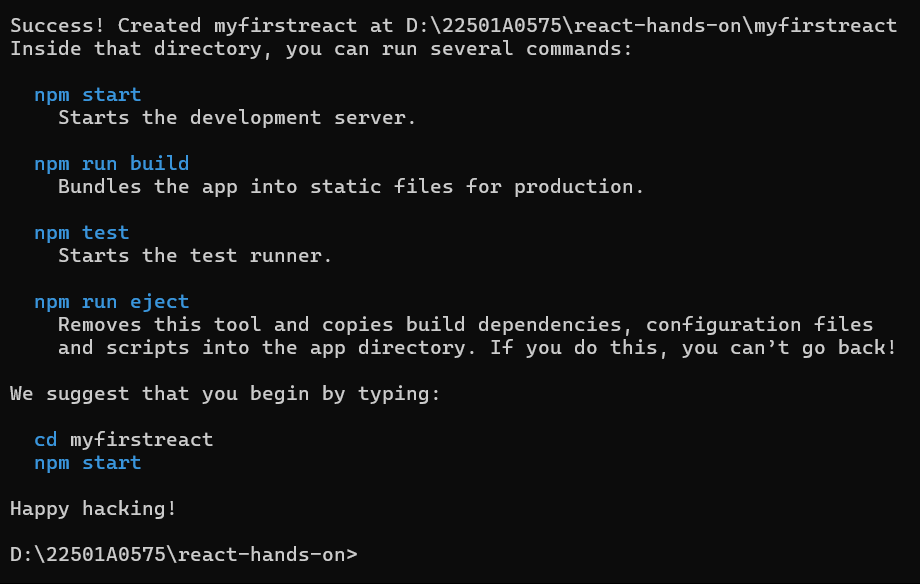 Success! Created myfirstreact at D:\22501A0575\react-hands-on\myfirstreact
Inside that directory, you can run several commands:
npm start
Starts the development server.
npm run build
Bundles the app into static files for production.
npm test
Starts the test runner.
npm run eject
Removes this tool and copies build dependencies, configuration files
and scripts into the app directory. If you do this, you can’t go back!
We suggest that you begin by typing:
cd myfirstreact
npm start
Happy hacking!
D:\22501A0575\react-hands-on>